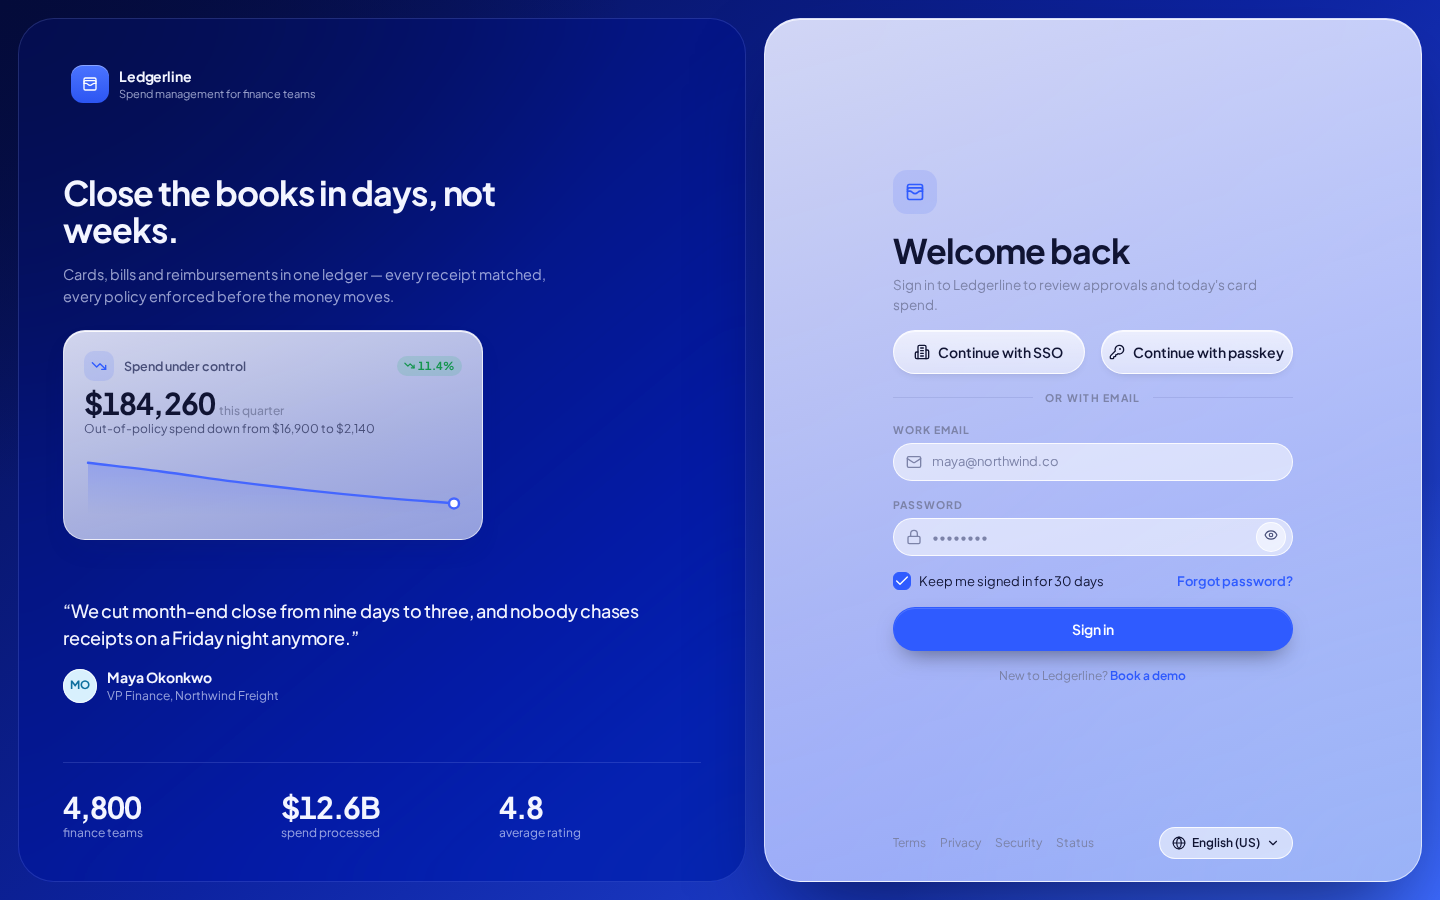 Ledgerline
Spend management for finance teams
Close the books in days, not
weeks.
Cards, bills and reimbursements in one ledger — every receipt matched,
every policy enforced before the money moves.
Spend under control
11.4%
$184,260 this quarter
Out-of-policy spend down from $16,900 to $2,140
“We cut month-end close from nine days to three, and nobody chases
receipts on a Friday night anymore.”
MO
Maya Okonkwo
VP Finance, Northwind Freight
4,800
finance teams
$12.6B
spend processed
4.8
average rating
Welcome back
Sign in to Ledgerline to review approvals and today's card
spend.
Continue with SSO
Continue with passkey
OR WITH EMAIL
WORK EMAIL
maya@northwind.co
PASSWORD
••••••••
Keep me signed in for 30 days
Forgot password?
Sign in
New to Ledgerline? Book a demo
Terms Privacy Security Status
English (US)